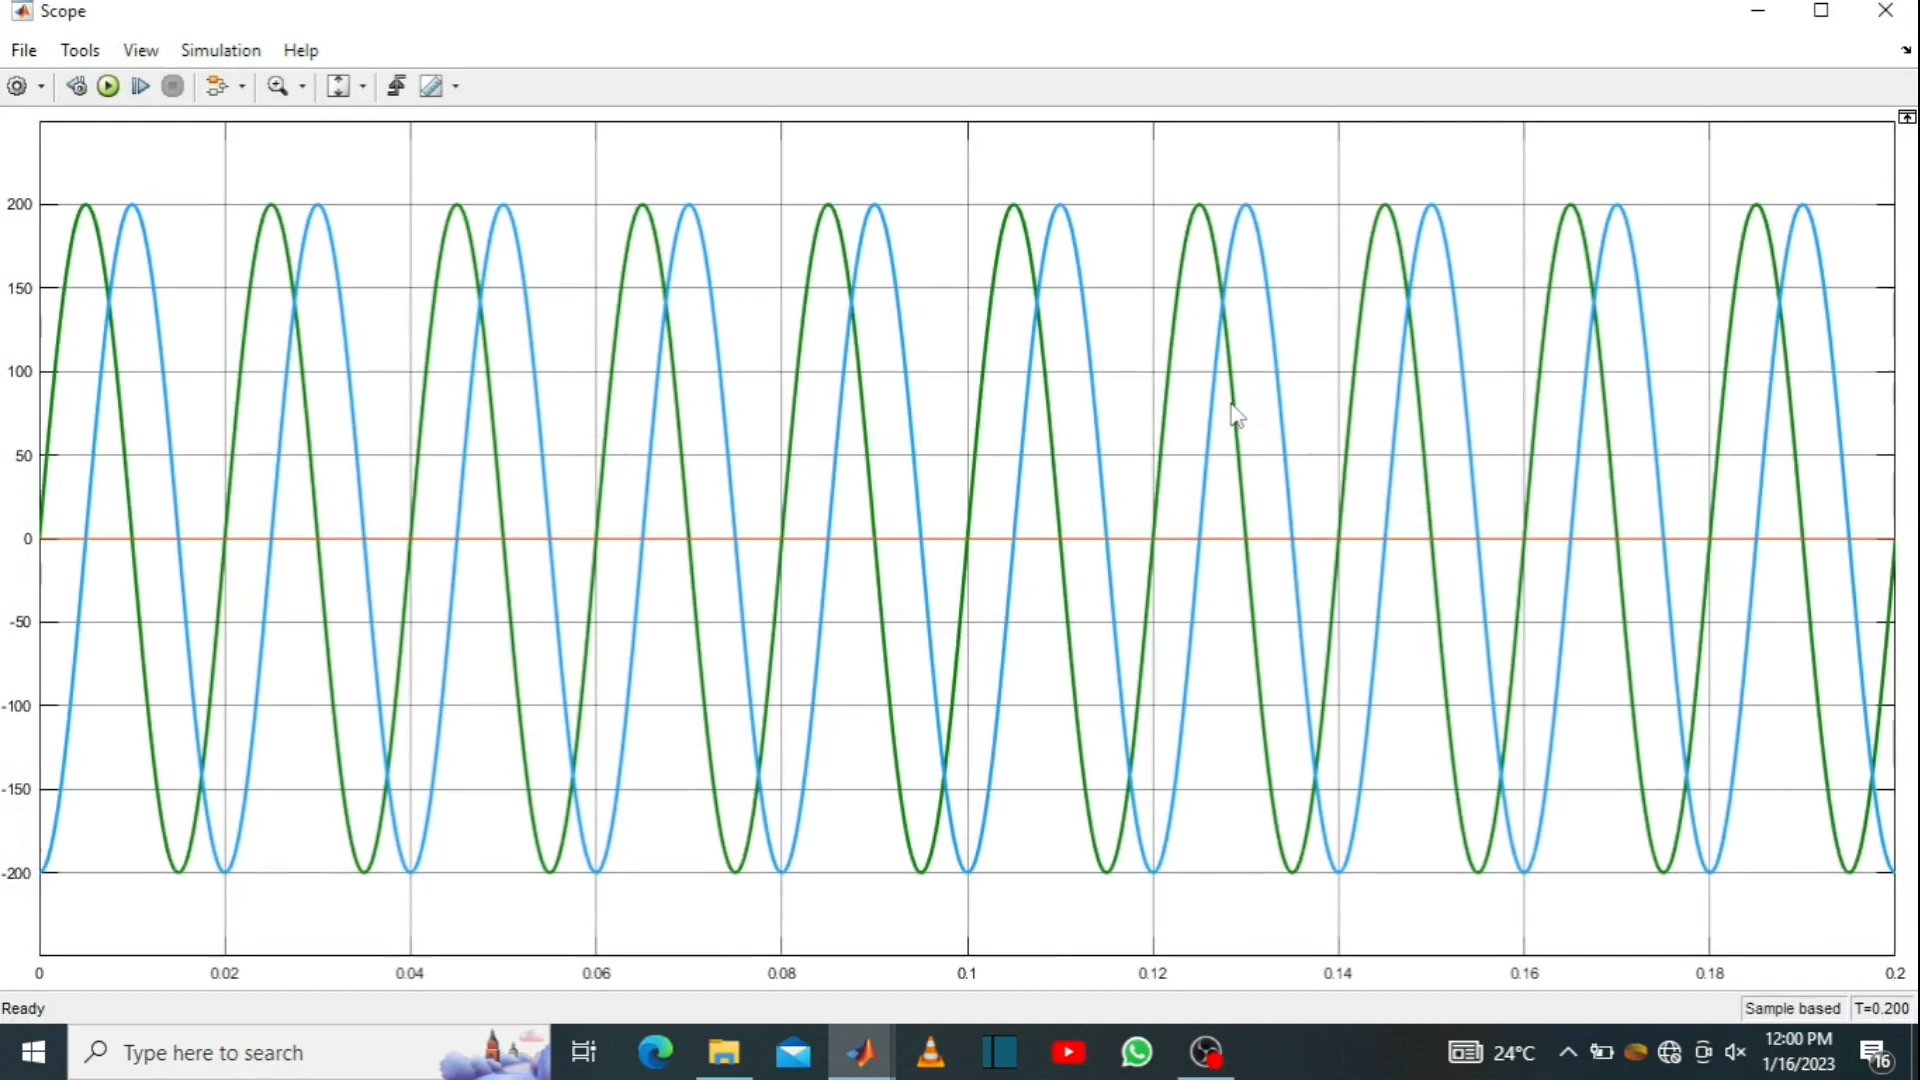 Scope
File Tools View Simulation Help
200
150
100
50
0
-50
-100
-150
-200
0 0.02 0.04 0.06 0.08 0.1 0.12 0.14 0.16 0.18 0.2
Ready
Sample based T=0.200
Type here to search
24°C
12:00 PM
1/16/2023
16